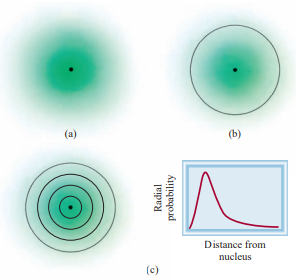 (a)
(b)
Radial
probability
Distance from
nucleus
(c)